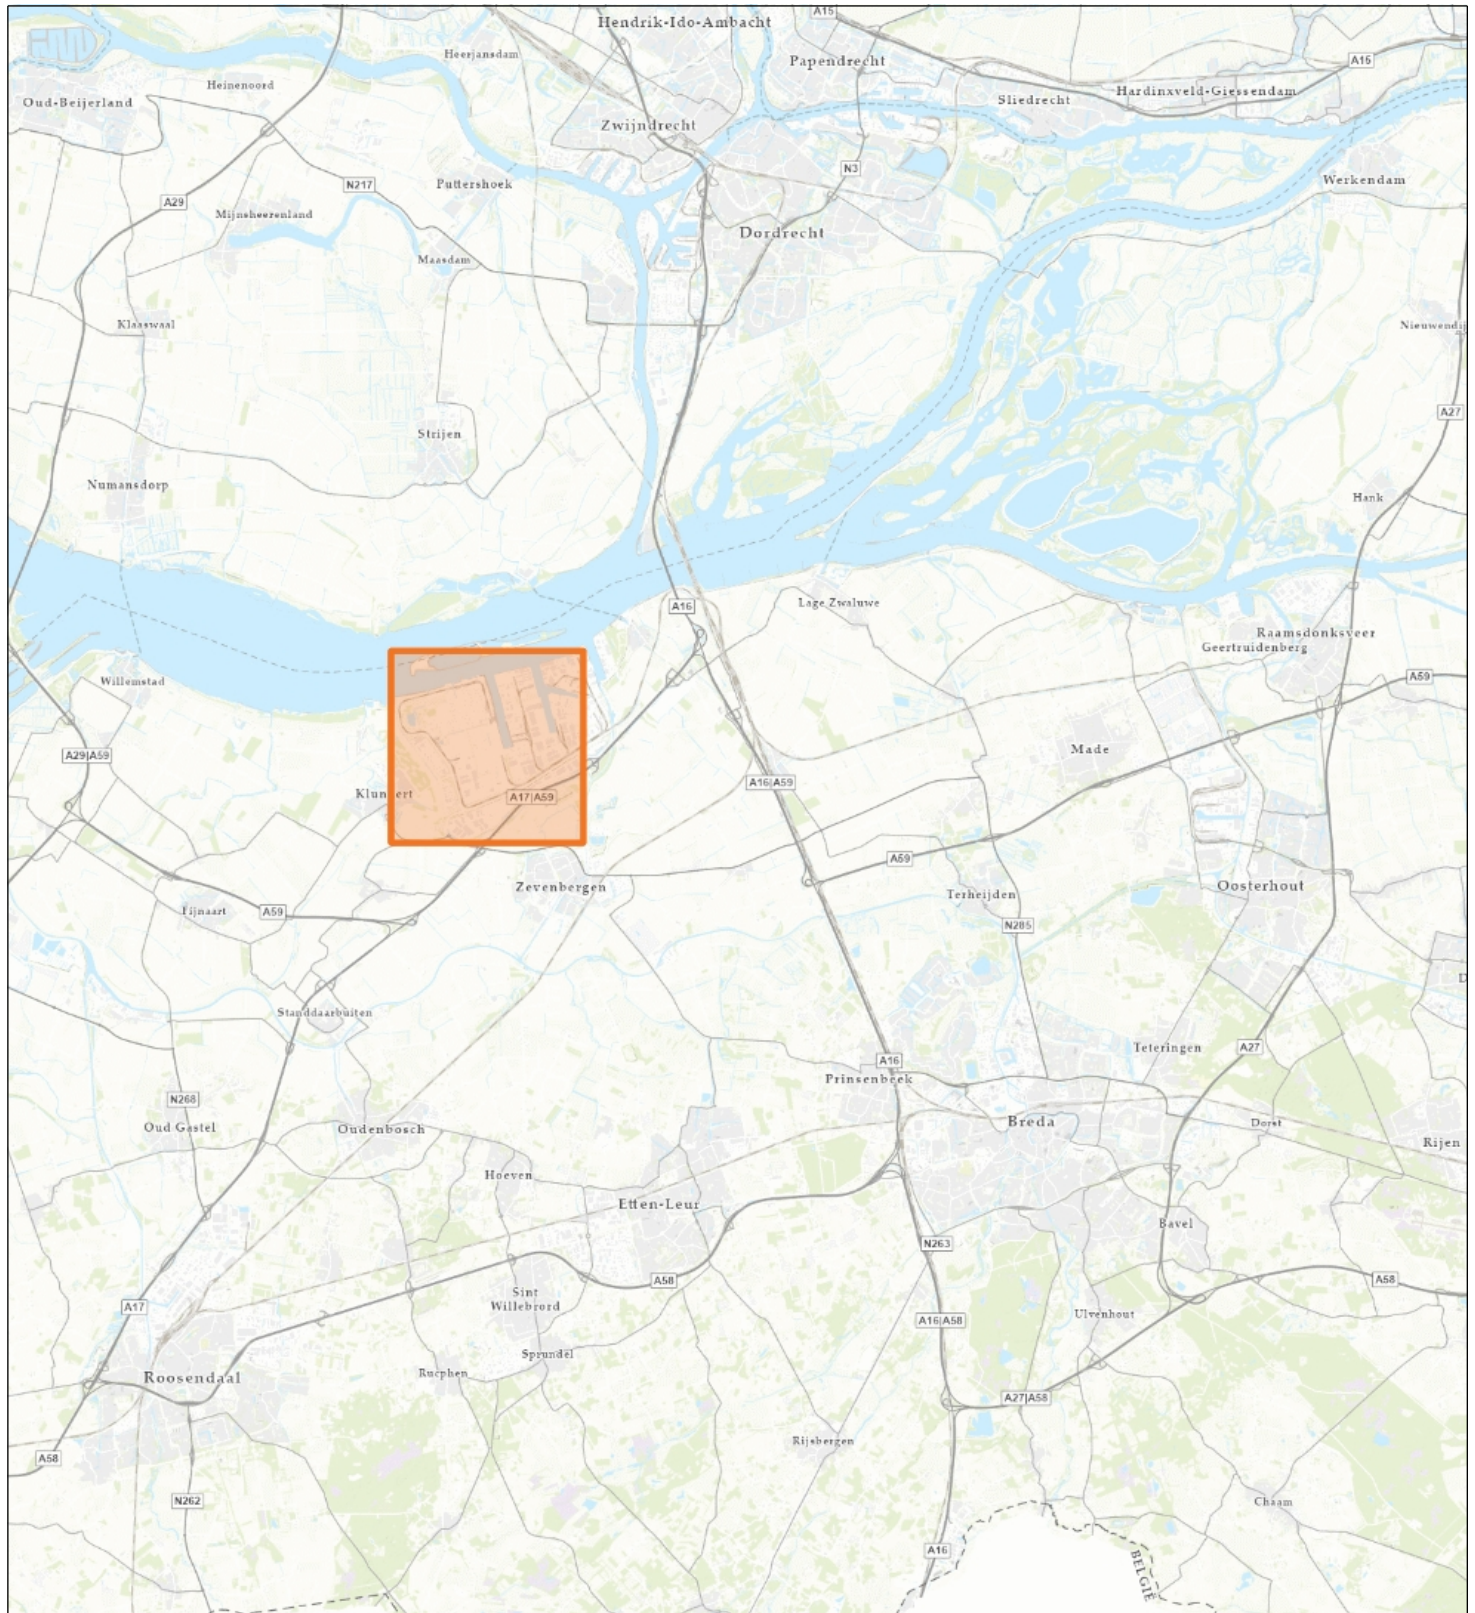 Hendrik-Ido-Ambacht
A15
Heerjansdam
Papendrecht
A15
Heinenoord
Hardinxveld-Giessendam
Oud-Beijerland
Sliedrecht
Zwijndrecht
N3
Werkendam
N217
Puttershoek
A29
Mijnsheerenland
Dordrecht
Maasdam
Klaaswaal
A27
Strijen
Numansdorp
Hank
A16
Lage Zwaluwe
Raamsdonksveer
Geertruidenberg
Willemstad
A59
A29|A59
Made
A16|A59
A17|A59
A59
Zevenbergen
Oosterhout
Terheijden
Fijnaart
A59
N285
Standdaarbuiten
Teteringen
A27
A16
Prinsenbeek
N268
Oud Gastel
Oudenbosch
Breda
Dorst
Rijen
Hoeven
Etten-Leur
Bavel
N263
A58
A58
Sint
Willebrord
A17
Ulvenhout
A16|A58
Sprundel
Rucphen
Roosendaal
A27|A58
Rijsbergen
A58
N262
Chaam
A16
BELGIË